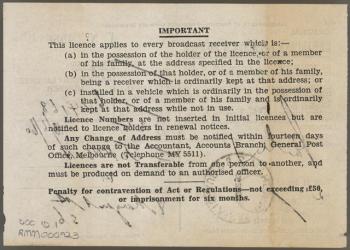 IMPORTANT
This licence applies to every broadcast receiver which is:—
(a) in the possession of the holder of the licence, or of a member
of his family, at the address specified in the licence;
(b) in the possession of that holder, or of a member of his family,
being a receiver which is ordinarily kept at that address; or
(c) installed in a vehicle which is ordinarily in the possession of
that holder, or of a member of his family and is ordinarily
kept at that address while not in use.
Licence Numbers are not inserted in initial licences but are
notified to licence holders in renewal notices.
Any Change of Address must be notified within fourteen days
of such change to the Accountant, Accounts Branch, General Post
Office, Melbourne (Telephone MY 5511).
Licences are not Transferable from one person to another, and
must be produced on demand to an authorised officer.
Penalty for contravention of Act or Regulations—not exceeding £50,
or imprisonment for six months.